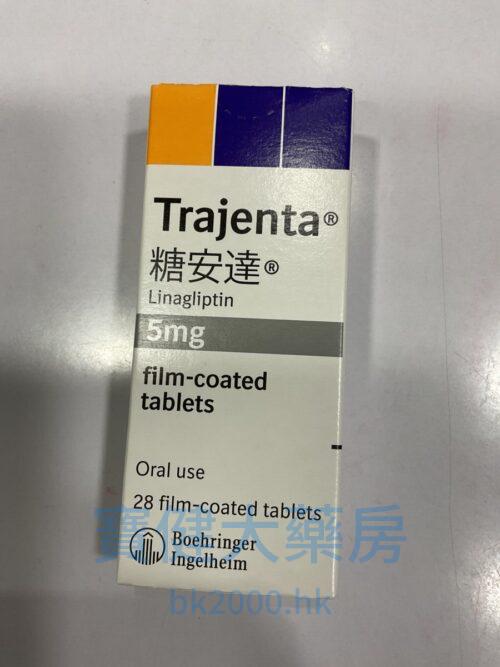 Trajenta®
糖安達®
Linagliptin
5mg
film-coated
tablets
Oral use
28 film-coated tablets
寶健大藥房
Boehringer
Ingelheim
bk2000.hk